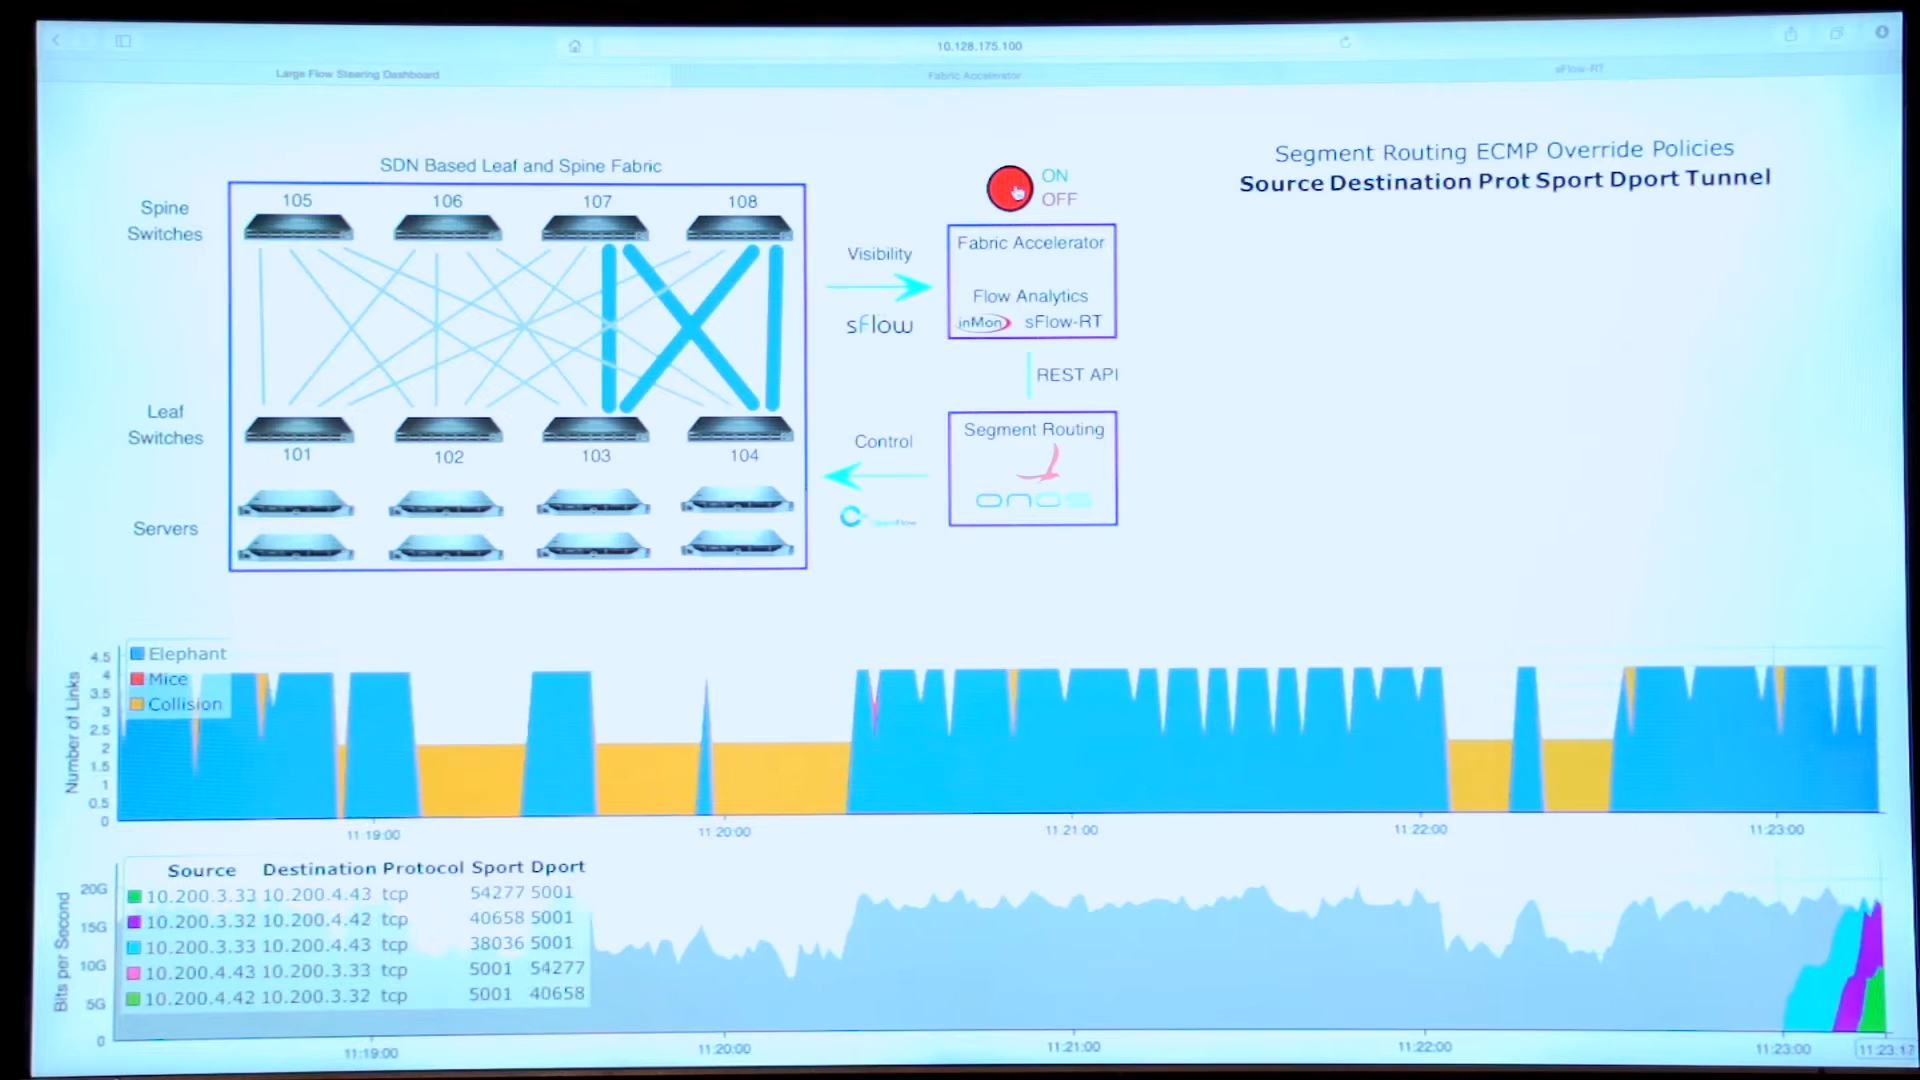 10.128.175.100
Large Flow Steering Dashboard
Fabric Accelerator
sFlow-RT
SDN Based Leaf and Spine Fabric
Spine Switches
105 106 107 108
Leaf Switches
101 102 103 104
Servers
Visibility
sFlow
ON
OFF
Fabric Accelerator
Flow Analytics
inMon sFlow-RT
REST API
Control
OpenFlow
Segment Routing
onos
Segment Routing ECMP Override Policies
Source Destination Prot Sport Dport Tunnel
Number of Links
4.5
4
3.5
3
2.5
2
1.5
1
0.5
0
Elephant
Mice
Collision
11:19:00 11:20:00 11:21:00 11:22:00 11:23:00
Bits per Second
20G
15G
10G
5G
0
Source Destination Protocol Sport Dport
10.200.3.33 10.200.4.43 tcp 54277 5001
10.200.3.32 10.200.4.42 tcp 40658 5001
10.200.3.33 10.200.4.43 tcp 38036 5001
10.200.4.43 10.200.3.33 tcp 5001 54277
10.200.4.42 10.200.3.32 tcp 5001 40658
11:19:00 11:20:00 11:21:00 11:22:00 11:23:00 11:23:17